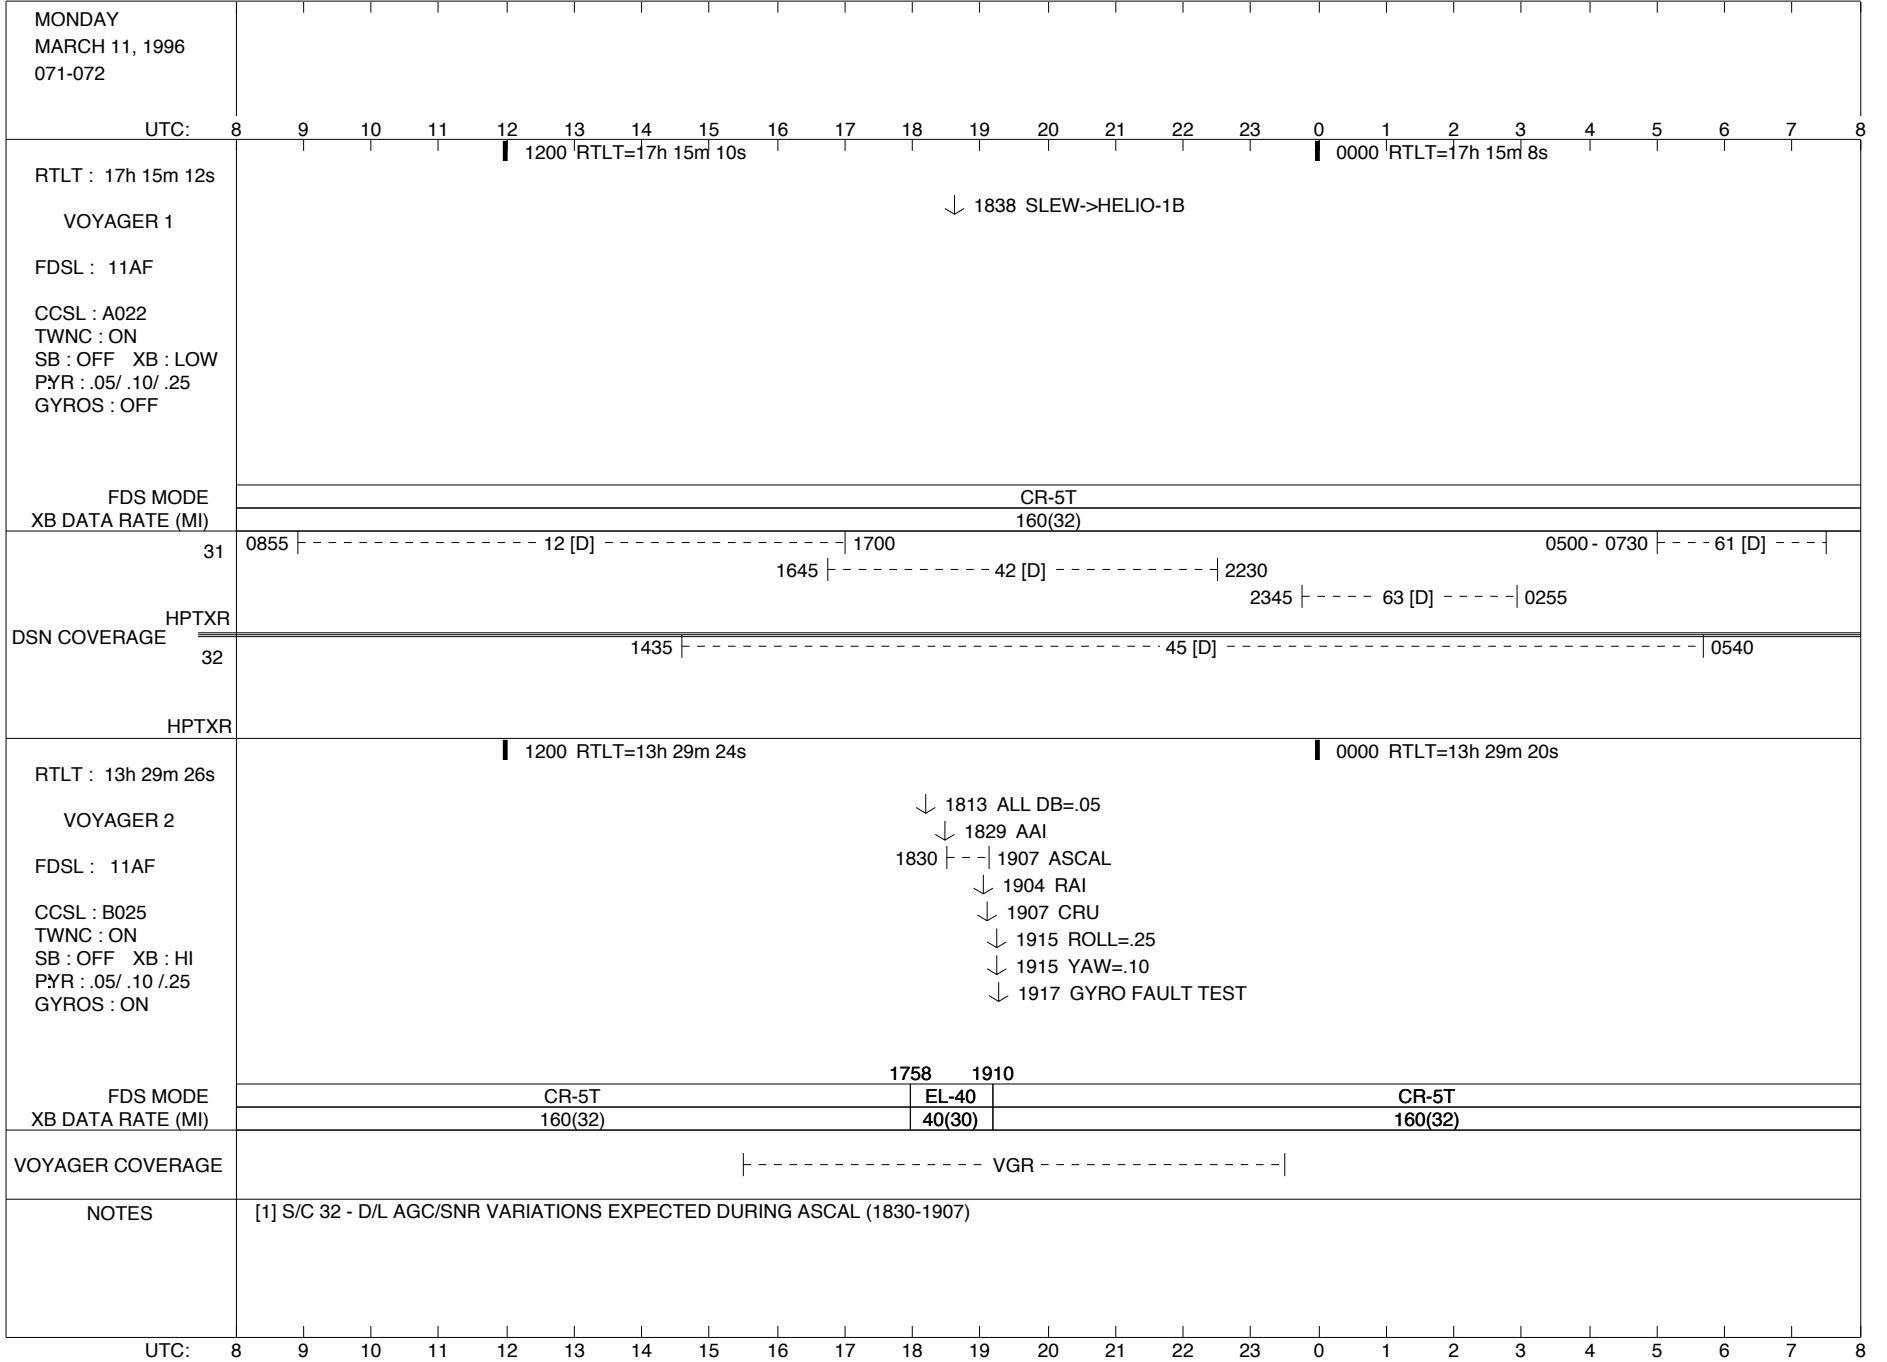 MONDAY
MARCH 11, 1996
071-072
UTC: 8 9 10 11 12 13 14 15 16 17 18 19 20 21 22 23 0 1 2 3 4 5 6 7 8
1200 RTLT=17h 15m 10s 0000 RTLT=17h 15m 8s
RTLT : 17h 15m 12s
1838 SLEW->HELIO-1B
VOYAGER 1
FDSL : 11AF
CCSL : A022
TWNC : ON
SB : OFF XB : LOW
PYR : .05/ .10/ .25
GYROS : OFF
FDS MODE CR-5T
XB DATA RATE (MI) 160(32)
31 0855 12 [D] 1700 0500 - 0730 61 [D]
1645 42 [D] 2230
2345 63 [D] 0255
HPTXR
DSN COVERAGE
32 1435 45 [D] 0540
HPTXR
1200 RTLT=13h 29m 24s 0000 RTLT=13h 29m 20s
RTLT : 13h 29m 26s
1813 ALL DB=.05
VOYAGER 2
1829 AAI
1830 1907 ASCAL
FDSL : 11AF
1904 RAI
CCSL : B025
1907 CRU
TWNC : ON
1915 ROLL=.25
SB : OFF XB : HI
1915 YAW=.10
PYR : .05/ .10 /.25
1917 GYRO FAULT TEST
GYROS : ON
1758 1910
FDS MODE CR-5T EL-40 CR-5T
XB DATA RATE (MI) 160(32) 40(30) 160(32)
VOYAGER COVERAGE VGR
NOTES [1] S/C 32 - D/L AGC/SNR VARIATIONS EXPECTED DURING ASCAL (1830-1907)
UTC: 8 9 10 11 12 13 14 15 16 17 18 19 20 21 22 23 0 1 2 3 4 5 6 7 8